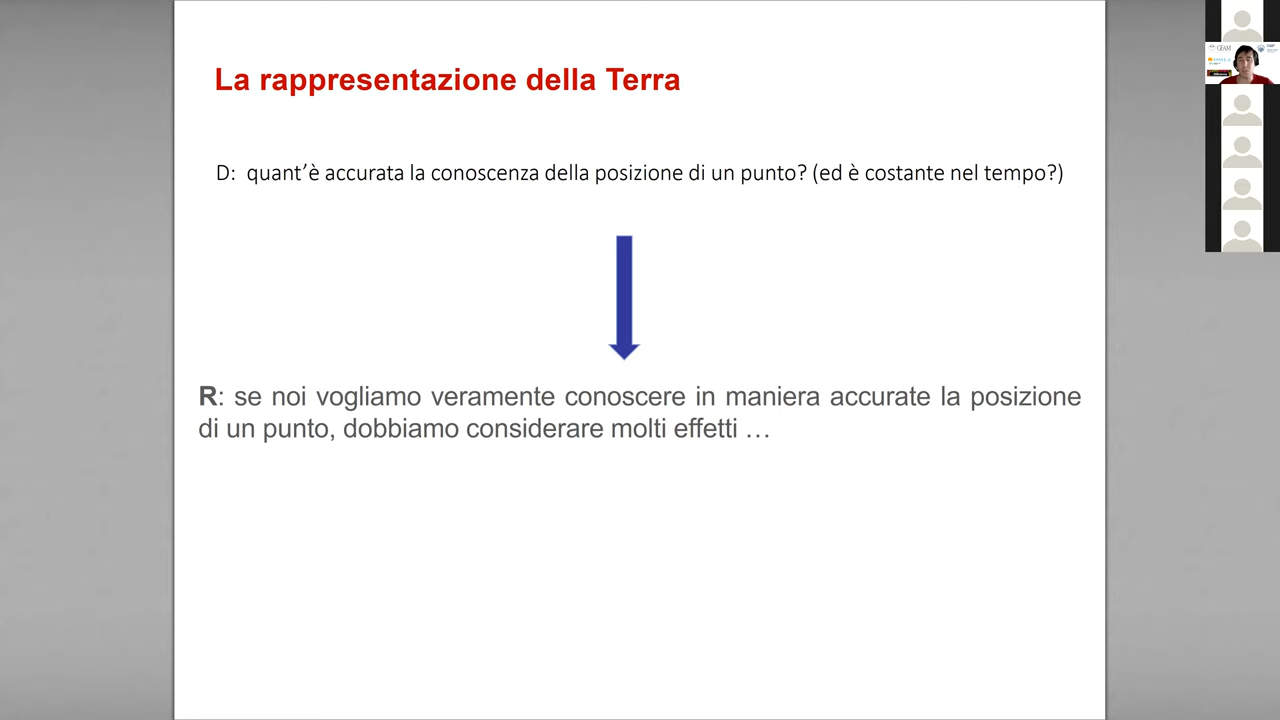 La rappresentazione della Terra
D: quant’è accurata la conoscenza della posizione di un punto? (ed è costante nel tempo?)
R: se noi vogliamo veramente conoscere in maniera accurate la posizione
di un punto, dobbiamo considerare molti effetti …
GEAM